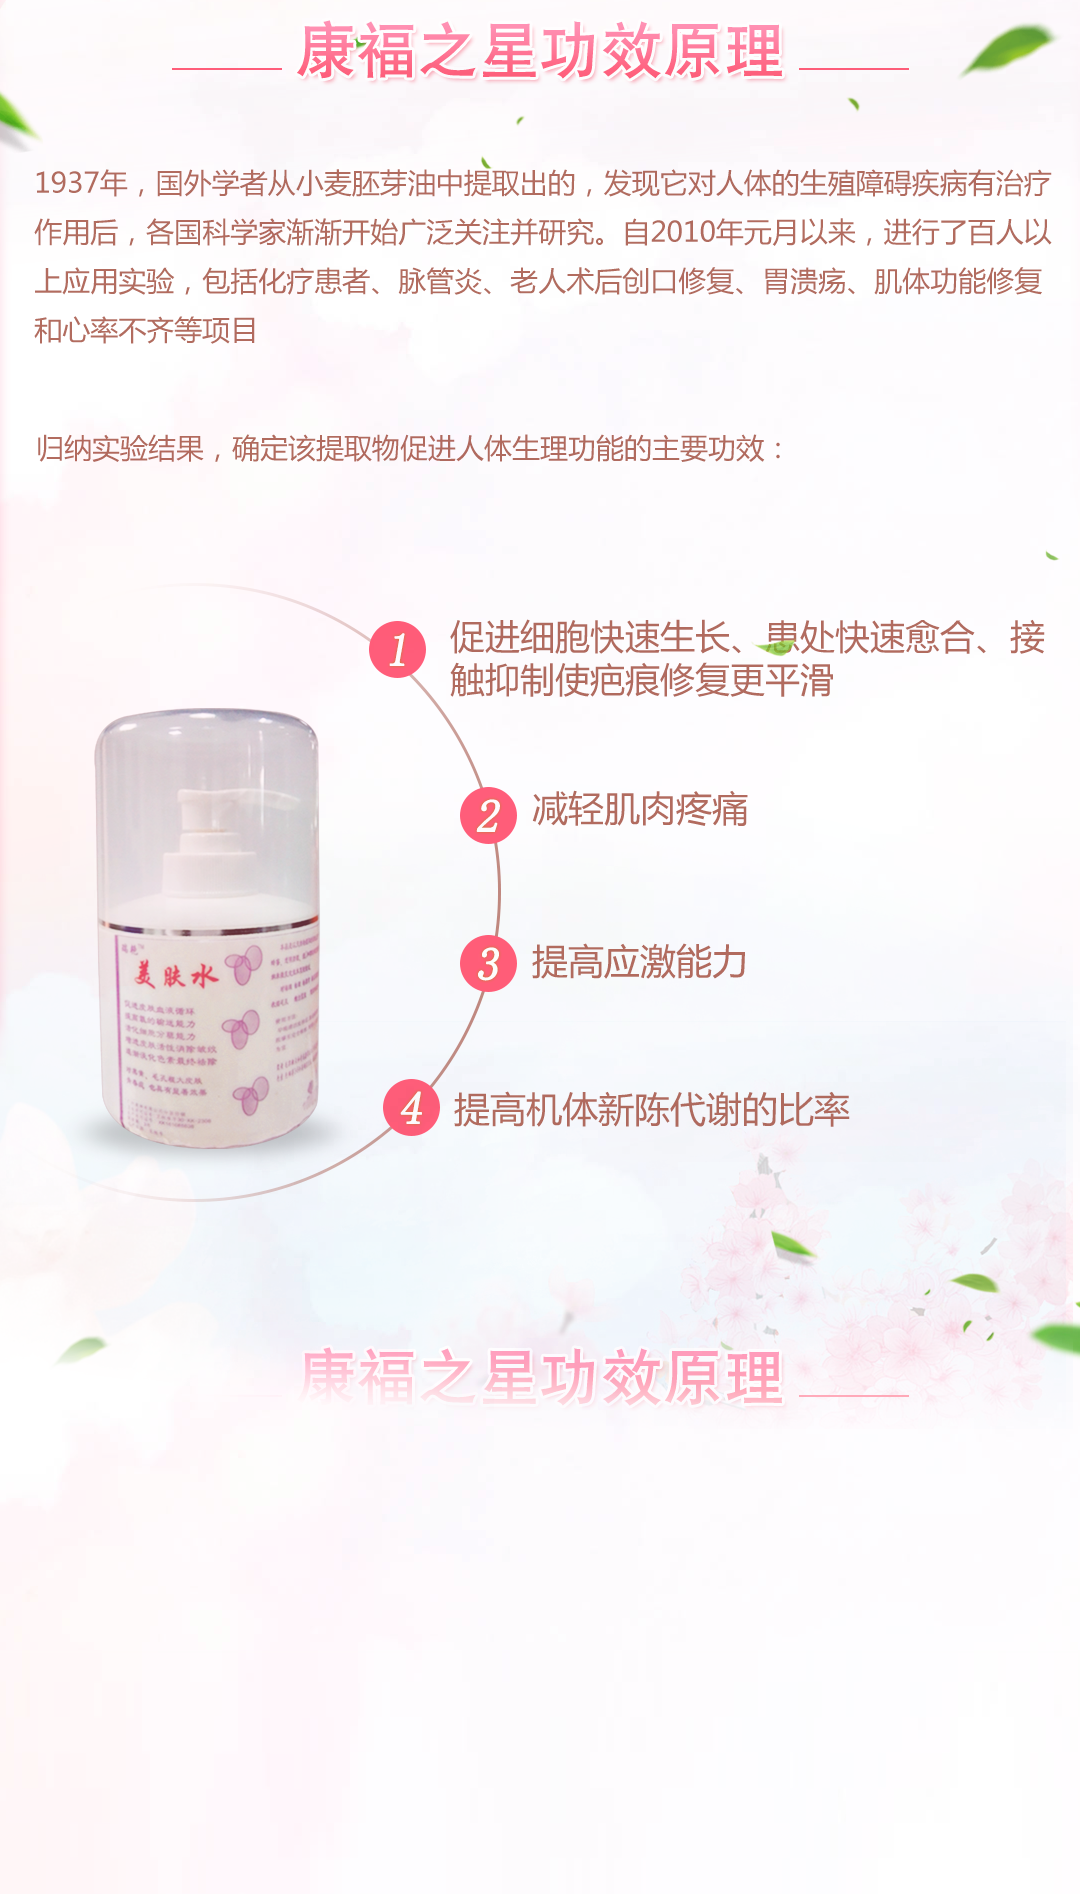 康福之星功效原理
1937年，国外学者从小麦胚芽油中提取出的，发现它对人体的生殖障碍疾病有治疗
作用后，各国科学家渐渐开始广泛关注并研究。自2010年元月以来，进行了百人以
上应用实验，包括化疗患者、脉管炎、老人术后创口修复、胃溃疡、肌体功能修复
和心率不齐等项目
归纳实验结果，确定该提取物促进人体生理功能的主要功效：
1 促进细胞快速生长、患处快速愈合、接
触抑制使疤痕修复更平滑
2 减轻肌肉疼痛
3 提高应激能力
4 提高机体新陈代谢的比率
美肤水
促进皮肤血液循环
康福之星功效原理